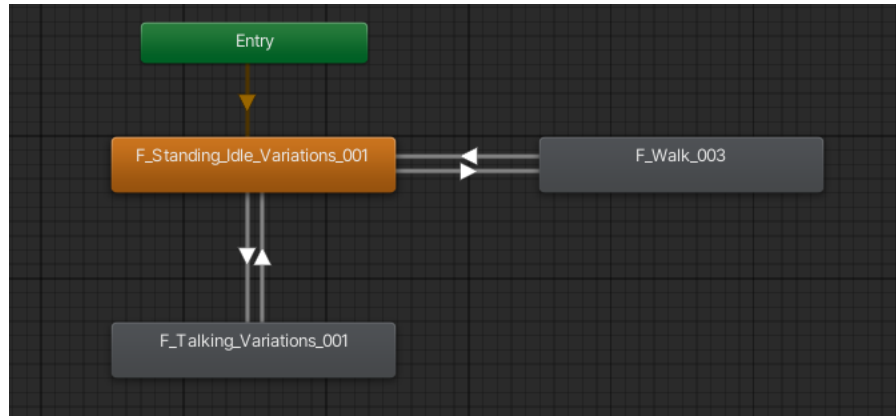 Entry
F_Standing_Idle_Variations_001
F_Walk_003
F_Talking_Variations_001